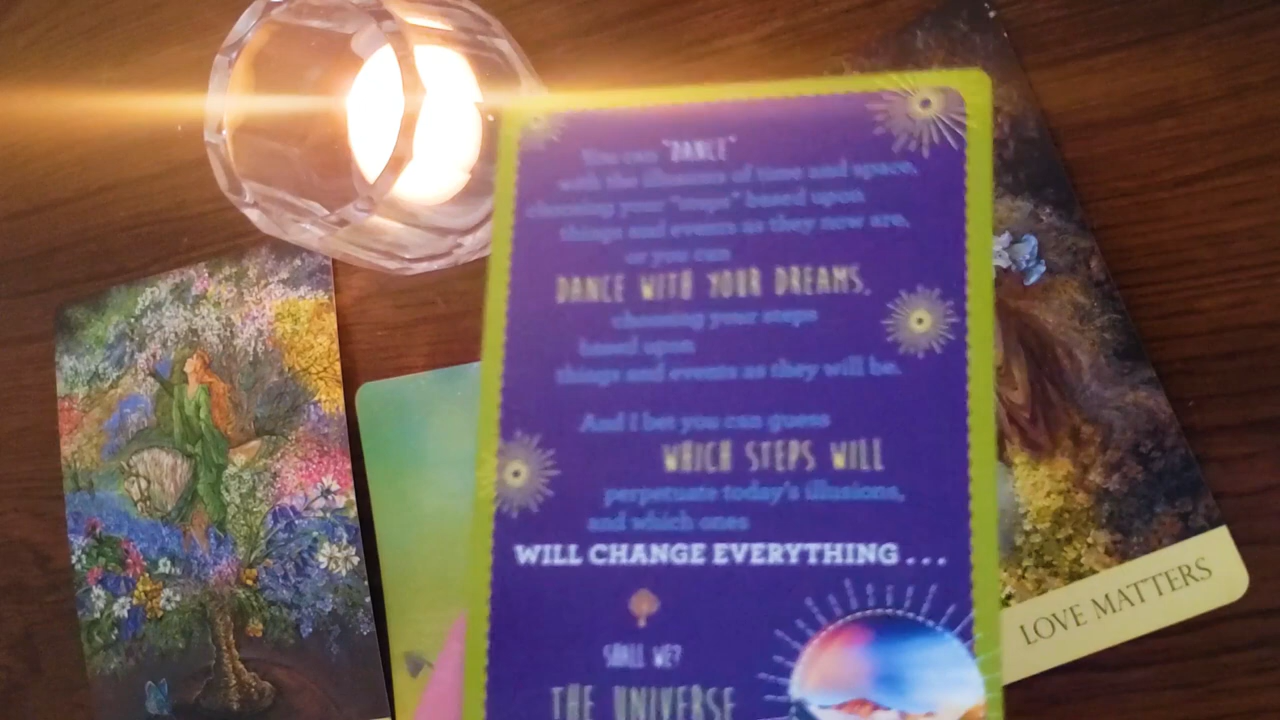 You can "DANCE"
with the illusions of time and space,
choosing your "steps" based upon
things and events as they now are,
or you can
DANCE WITH YOUR DREAMS,
choosing your steps
based upon
things and events as they will be.
And I bet you can guess
WHICH STEPS WILL
perpetuate today's illusions,
and which ones
WILL CHANGE EVERYTHING . . .
SHALL WE?
THE UNIVERSE
LOVE MATTERS